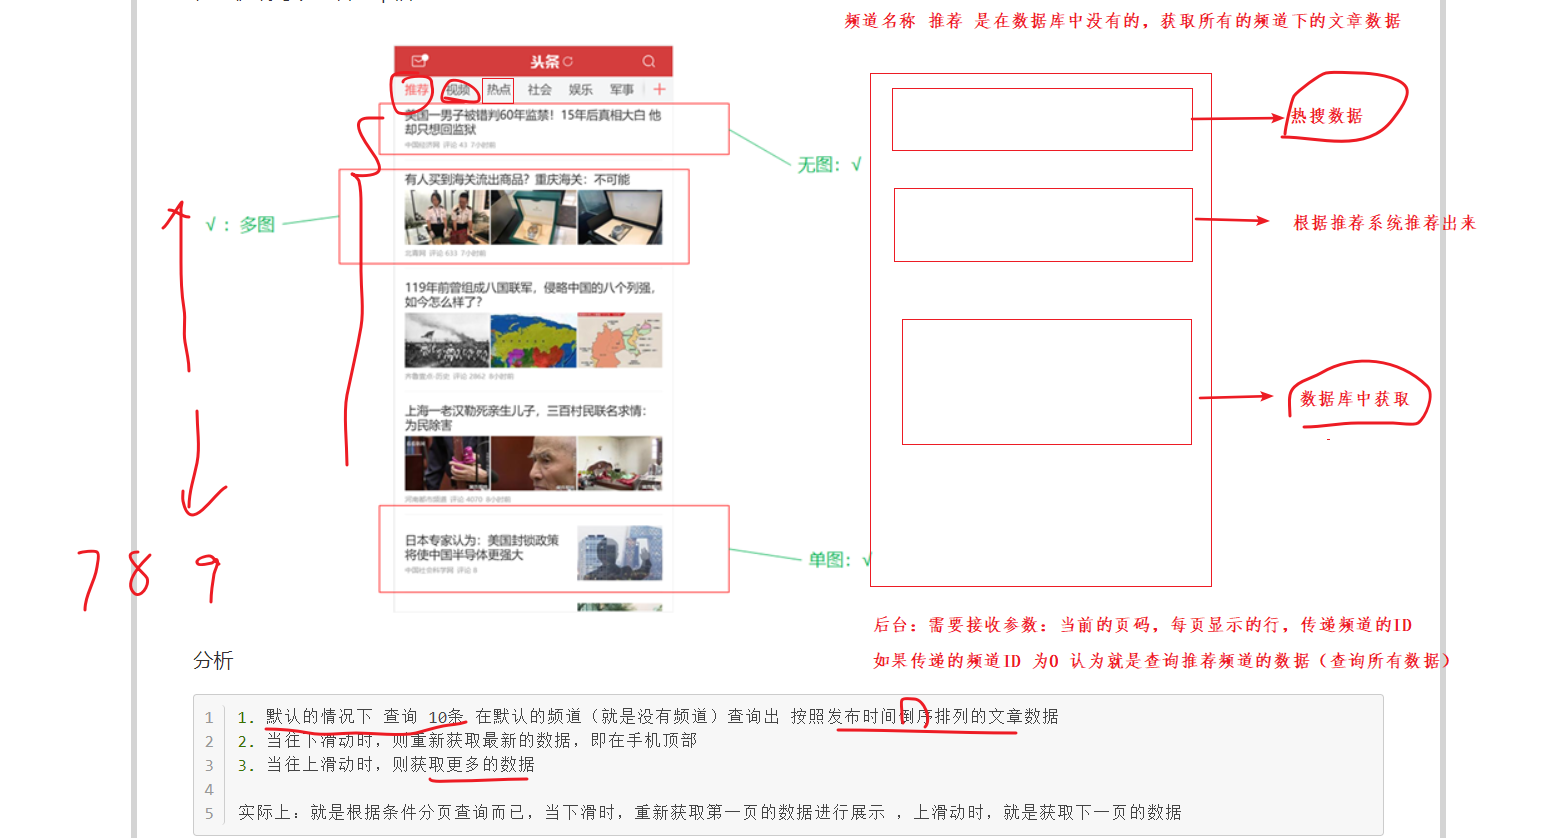 频道名称 推荐 是在数据库中没有的，获取所有的频道下的文章数据
头条
推荐 视频 热点 社会 娱乐 军事 +
美国一男子被错判60年监禁！15年后真相大白 他
却只想回监狱
中国经济网 评论 43 7小时前
无图：√
热搜数据
有人买到海关流出商品？重庆海关：不可能
√ ：多图
北青网 评论 633 7小时前
根据推荐系统推荐出来
119年前曾组成八国联军，侵略中国的八个列强，
如今怎么样了？
齐鲁壹点·历史 评论 2862 8小时前
数据库中获取
上海一老汉勒死亲生儿子，三百村民联名求情：
为民除害
河南都市频道 评论 4070 8小时前
日本专家认为：美国封锁政策
将使中国半导体更强大
中国社会科学网 评论 8
单图：√
7 8 9
后台：需要接收参数：当前的页码，每页显示的行，传递频道的ID
如果传递的频道ID 为0 认为就是查询推荐频道的数据（查询所有数据）
分析
1 1. 默认的情况下 查询 10条 在默认的频道（就是没有频道）查询出 按照发布时间倒序排列的文章数据
2 2. 当往下滑动时，则重新获取最新的数据，即在手机顶部
3 3. 当往上滑动时，则获取更多的数据
4
5 实际上：就是根据条件分页查询而已，当下滑时，重新获取第一页的数据进行展示 ，上滑动时，就是获取下一页的数据